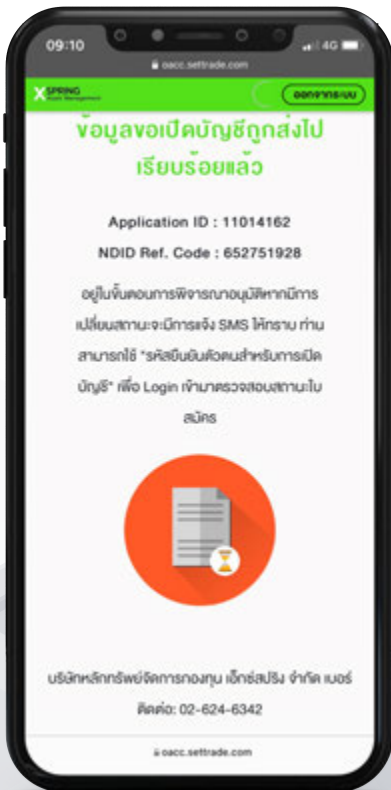 09:10
4G
oacc.settrade.com
XSPRING
Asset Management
ออกจากระบบ
ข้อมูลขอเปิดบัญชีถูกส่งไป
เรียบร้อยแล้ว
Application ID : 11014162
NDID Ref. Code : 652751928
อยู่ในขั้นตอนการพิจารณาอนุมัติหากมีการ
เปลี่ยนสถานะจะมีการแจ้ง SMS ให้ทราบ ท่าน
สามารถใช้ "รหัสยืนยันตัวตนสำหรับการเปิด
บัญชี" เพื่อ Login เข้ามาตรวจสอบสถานะใบ
สมัคร
บริษัทหลักทรัพย์จัดการกองทุน เอ็กซ์สปริง จำกัด เบอร์
ติดต่อ: 02-624-6342
oacc.settrade.com